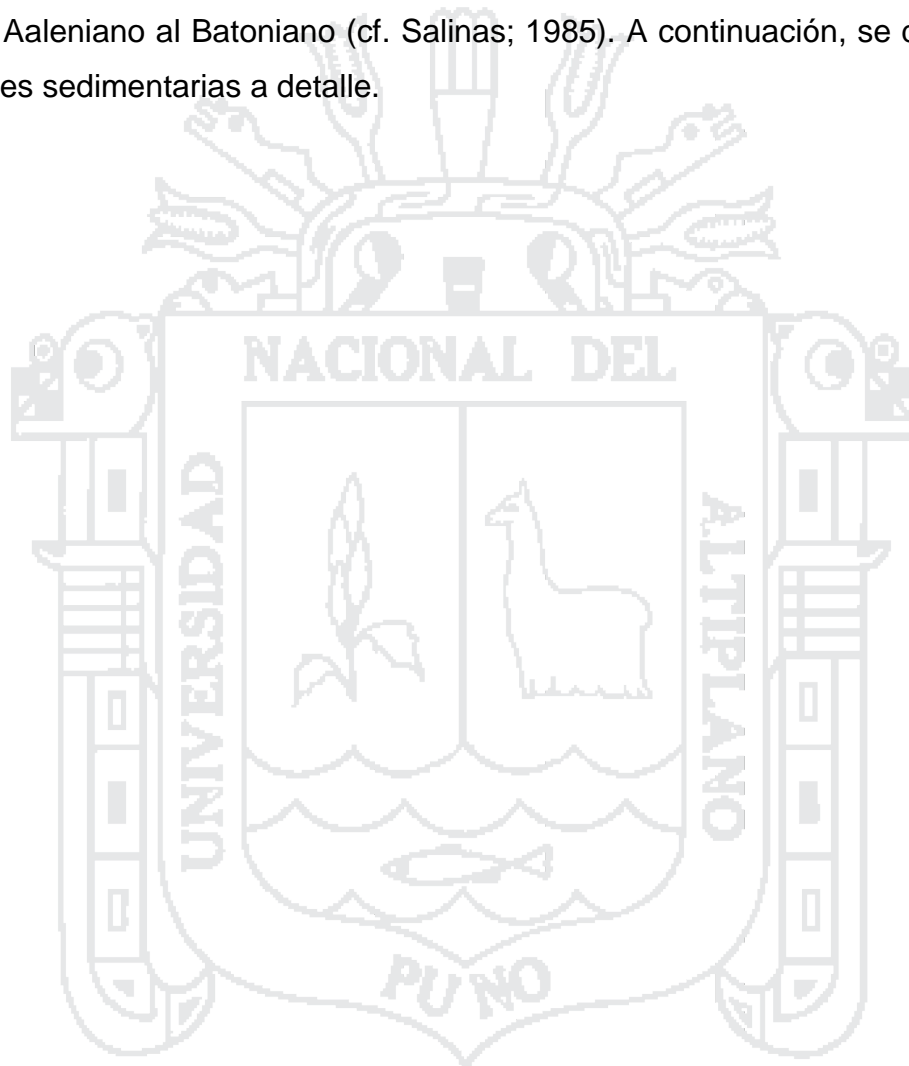 Aaleniano al Batoniano (cf. Salinas; 1985). A continuación, se
es sedimentarias a detalle.
NACIONAL DEL
UNIVERSIDAD
ALTIPLANO
PUNO